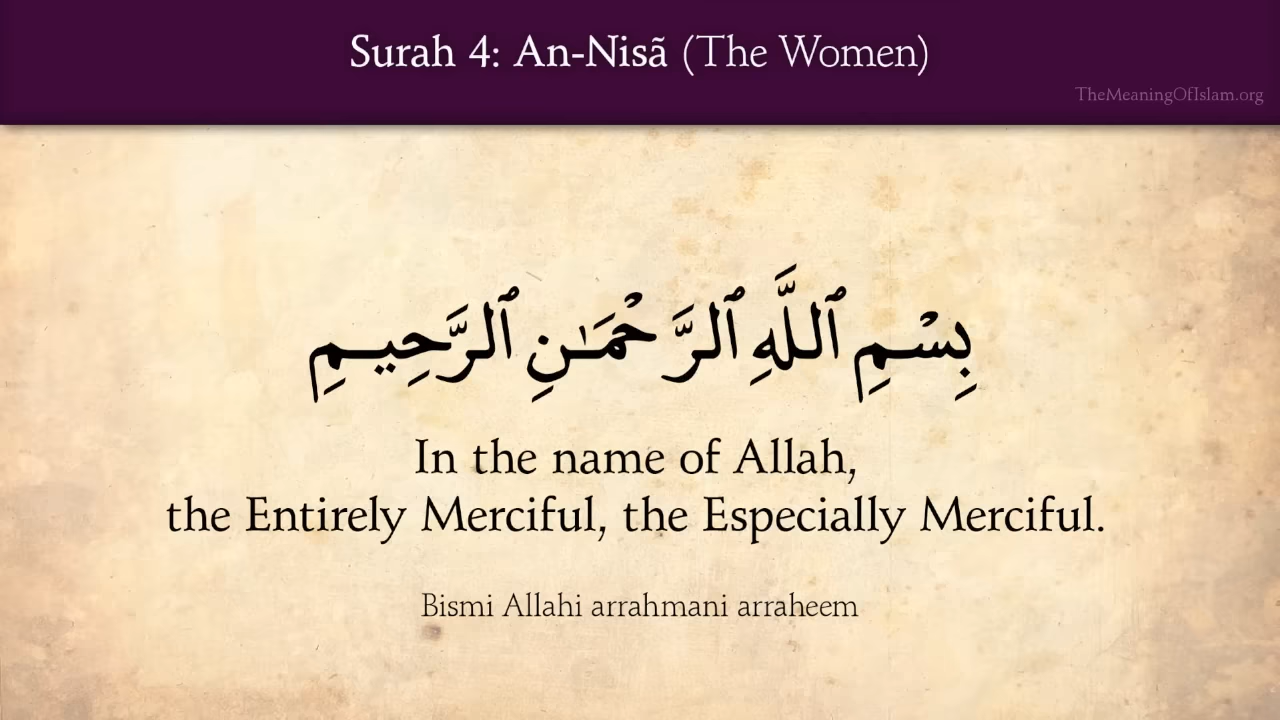 Surah 4: An-Nisã (The Women)
TheMeaningOfIslam.org
بِسْمِ ٱللَّهِ ٱلرَّحْمَـٰنِ ٱلرَّحِيمِ
In the name of Allah,
the Entirely Merciful, the Especially Merciful.
Bismi Allahi arrahmani arraheem